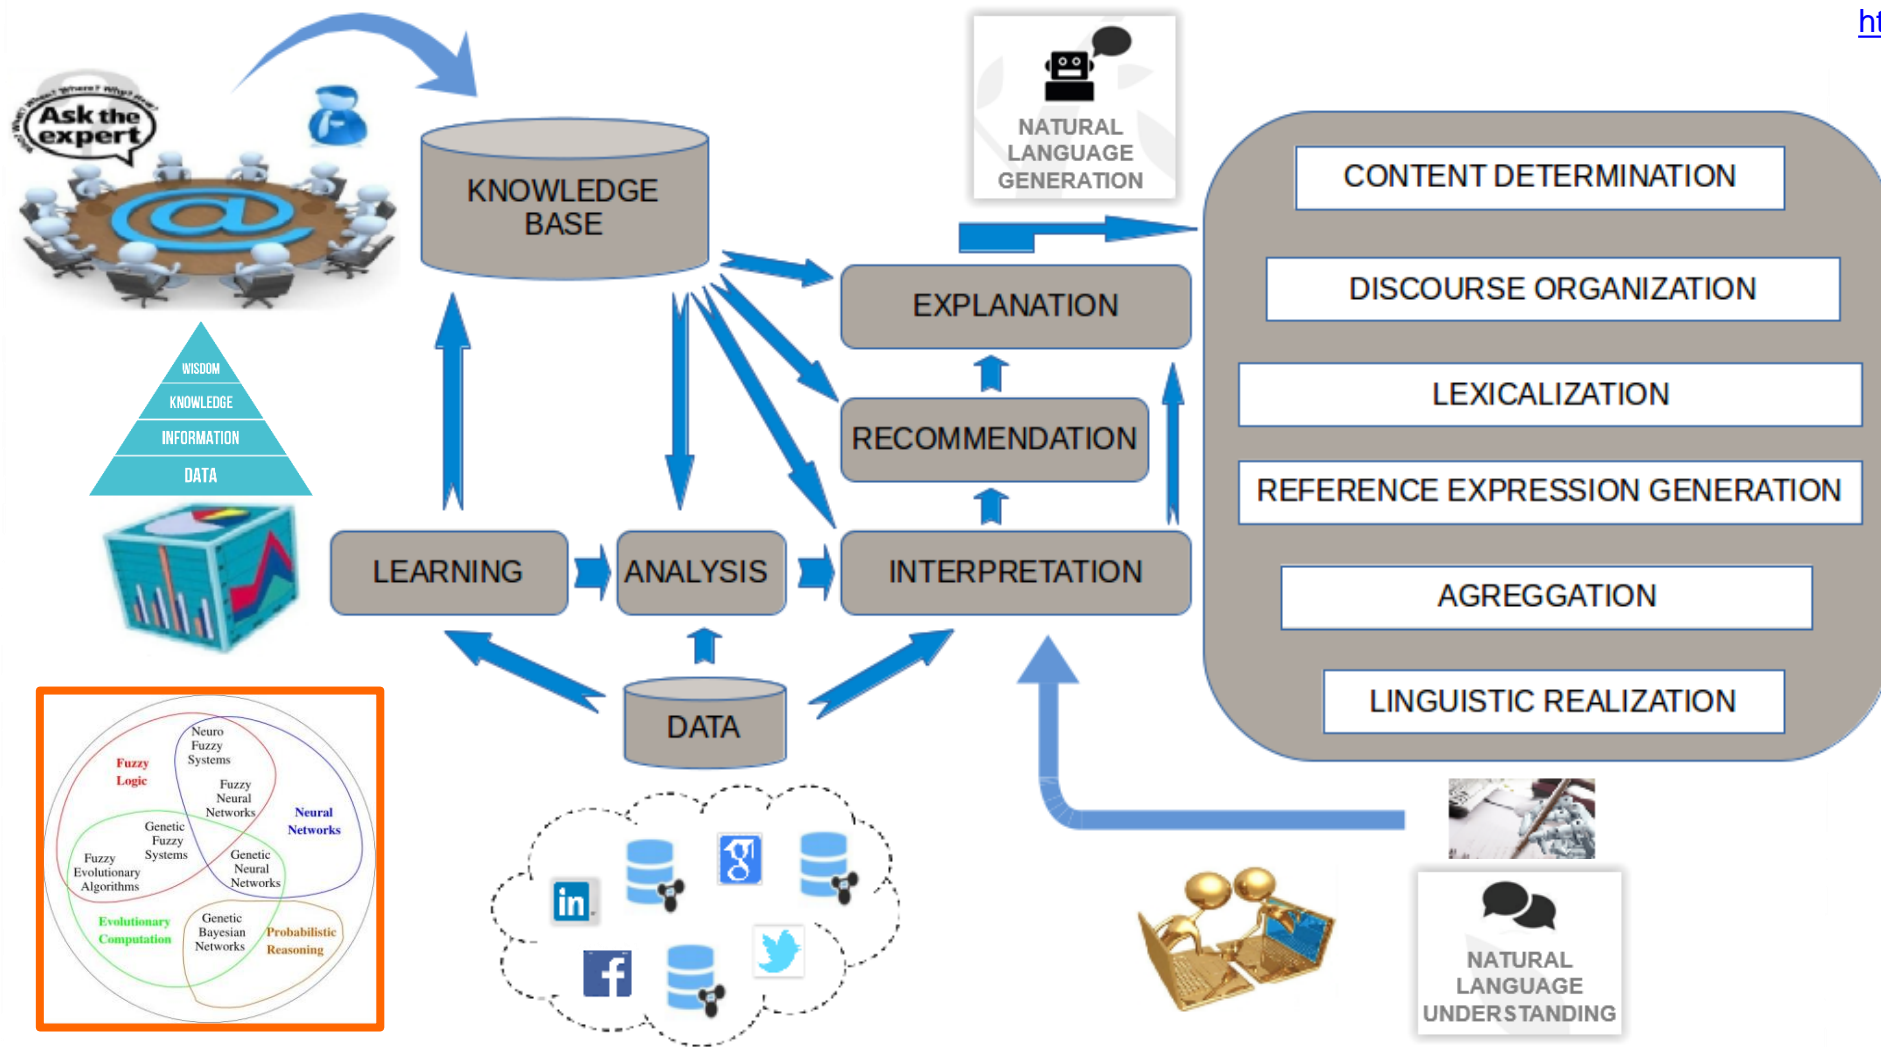 ht
Ask the
expert
NATURAL
LANGUAGE
GENERATION
KNOWLEDGE
BASE
CONTENT DETERMINATION
DISCOURSE ORGANIZATION
LEXICALIZATION
REFERENCE EXPRESSION GENERATION
AGREGGATION
LINGUISTIC REALIZATION
EXPLANATION
RECOMMENDATION
WISDOM
KNOWLEDGE
INFORMATION
DATA
LEARNING
ANALYSIS
INTERPRETATION
DATA
Neuro
Fuzzy
Systems
Fuzzy
Logic
Fuzzy
Neural
Networks
Neural
Networks
Genetic
Fuzzy
Systems
Fuzzy
Evolutionary
Algorithms
Genetic
Neural
Networks
Evolutionary
Computation
Genetic
Bayesian
Networks
Probabilistic
Reasoning
in
g
f
NATURAL
LANGUAGE
UNDERSTANDING